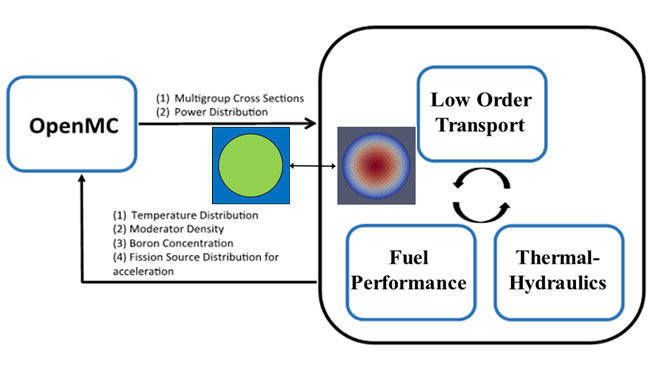 OpenMC
(1) Multigroup Cross Sections
(2) Power Distribution
Low Order
Transport
(1) Temperature Distribution
(2) Moderator Density
(3) Boron Concentration
(4) Fission Source Distribution for
acceleration
Fuel
Performance
Thermal-
Hydraulics